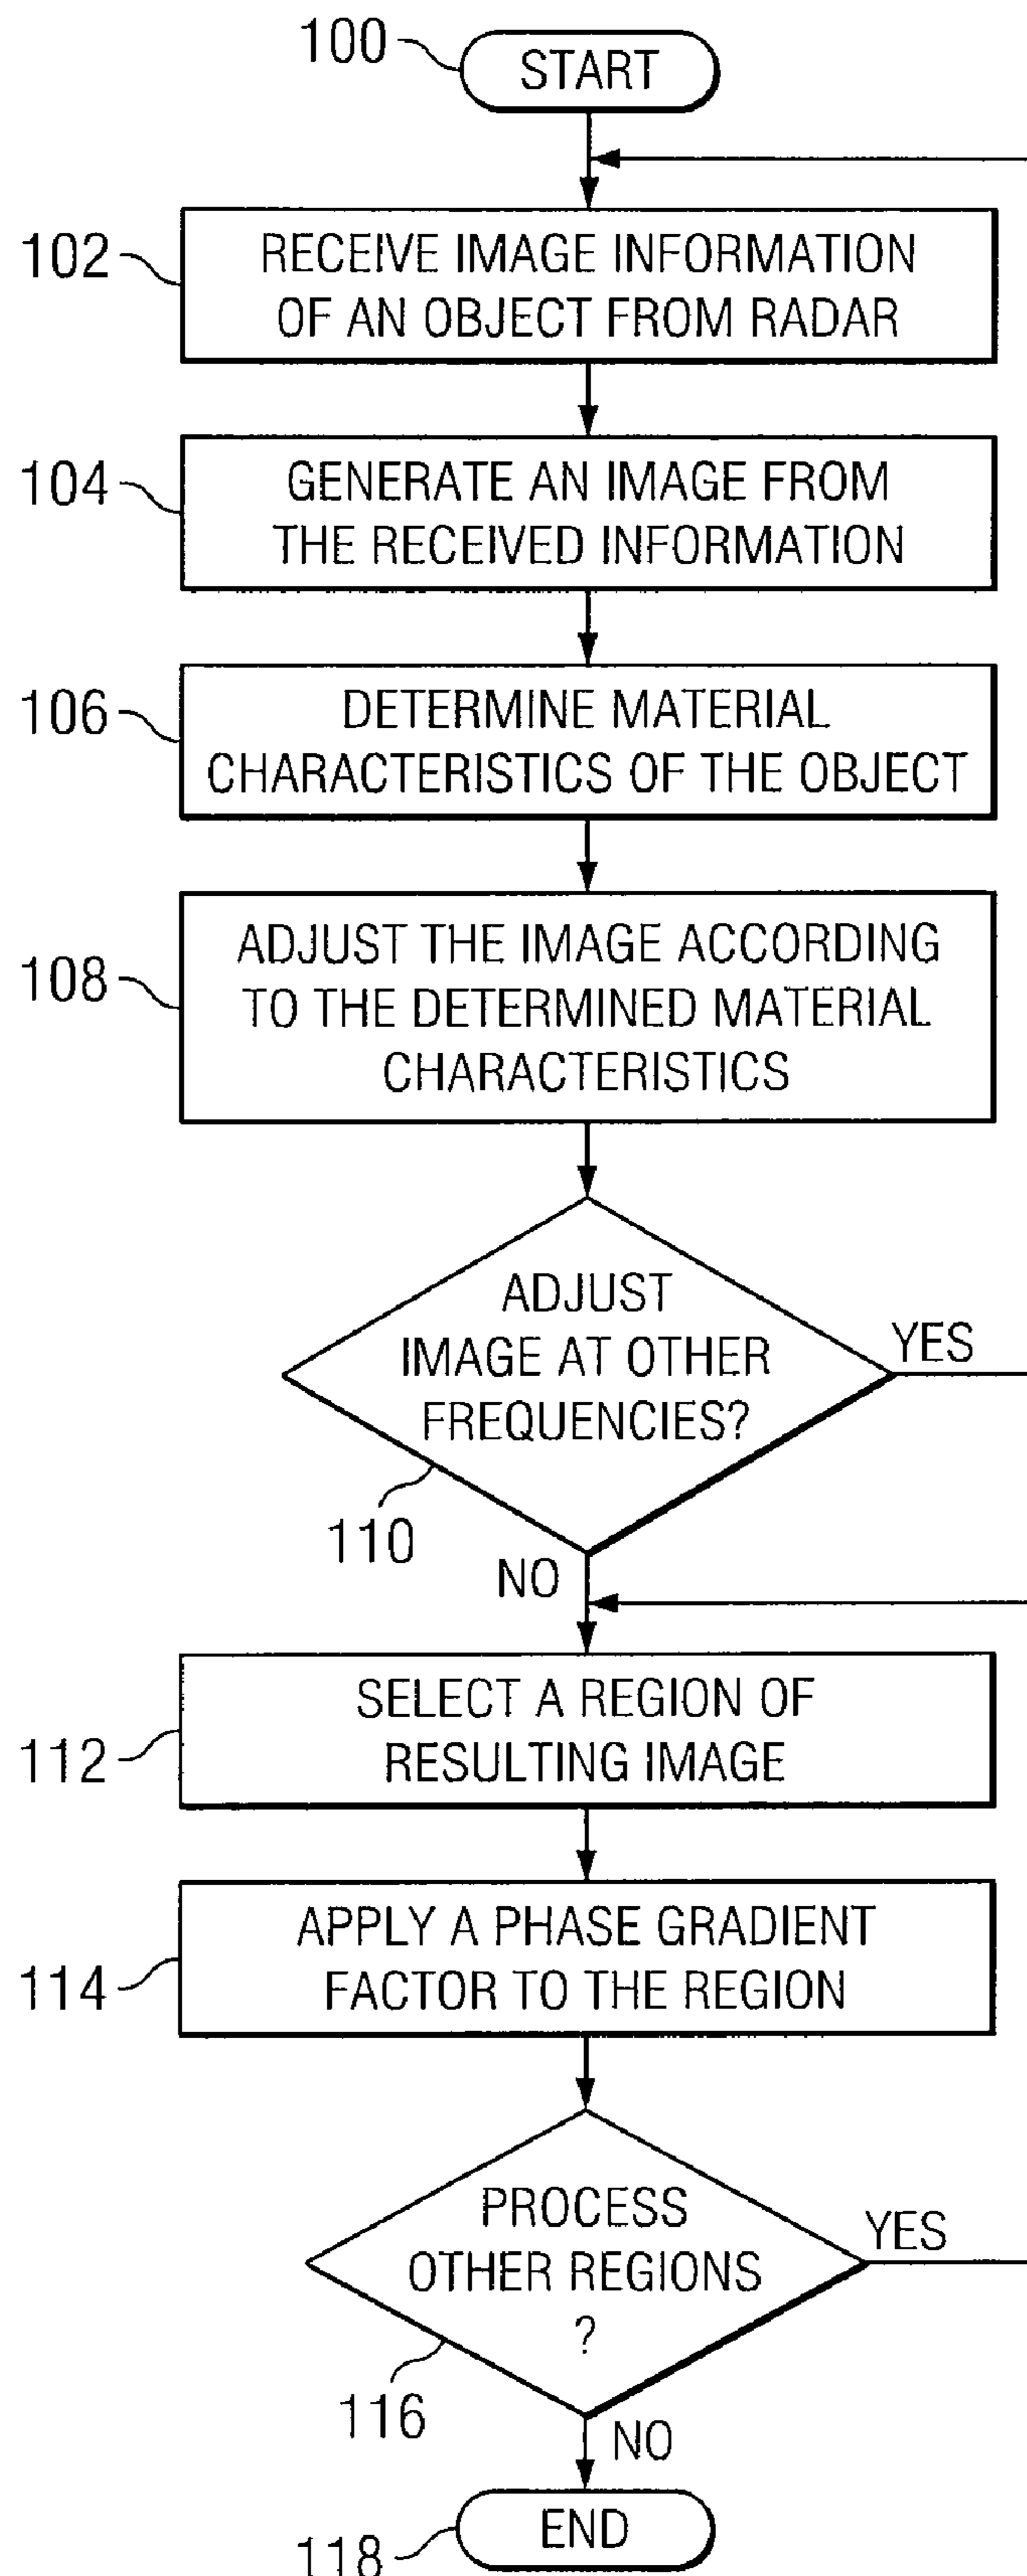 100
START
102
RECEIVE IMAGE INFORMATION
OF AN OBJECT FROM RADAR
104
GENERATE AN IMAGE FROM
THE RECEIVED INFORMATION
106
DETERMINE MATERIAL
CHARACTERISTICS OF THE OBJECT
108
ADJUST THE IMAGE ACCORDING
TO THE DETERMINED MATERIAL
CHARACTERISTICS
ADJUST
IMAGE AT OTHER
FREQUENCIES?
YES
110
NO
112
SELECT A REGION OF
RESULTING IMAGE
114
APPLY A PHASE GRADIENT
FACTOR TO THE REGION
PROCESS
OTHER REGIONS
?
YES
116
NO
END
118